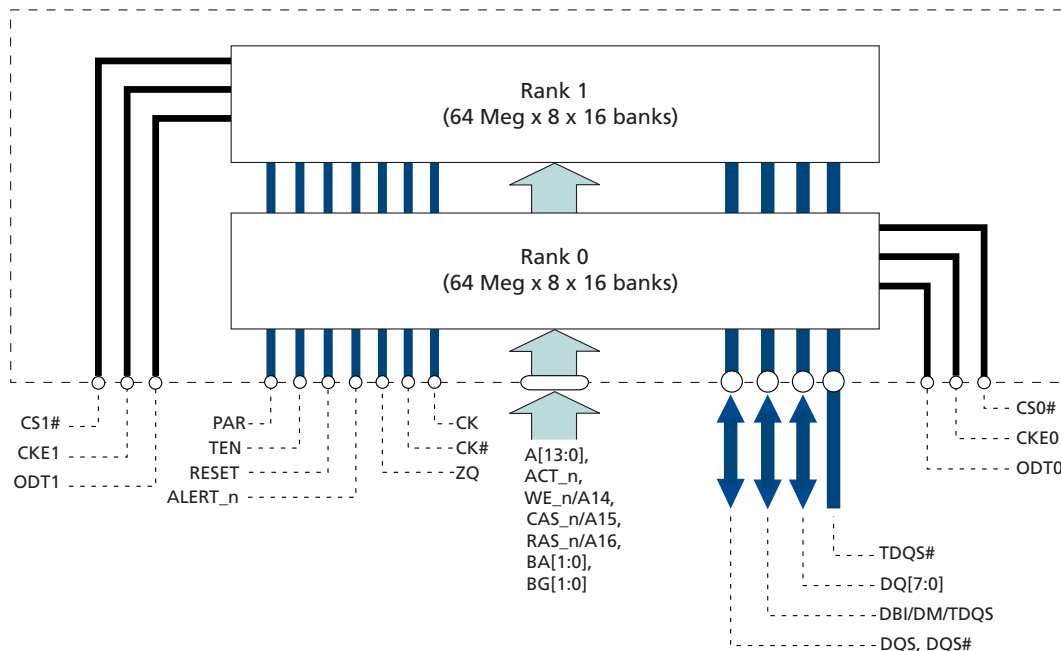 Rank 1
(64 Meg x 8 x 16 banks)
Rank 0
(64 Meg x 8 x 16 banks)
CS1#
CKE1
ODT1
PAR
TEN
RESET
ALERT_n
CK
CK#
ZQ
A[13:0],
ACT_n,
WE_n/A14,
CAS_n/A15,
RAS_n/A16,
BA[1:0],
BG[1:0]
CS0#
CKE0
ODT0
TDQS#
DQ[7:0]
DBI/DM/TDQS
DQS, DQS#